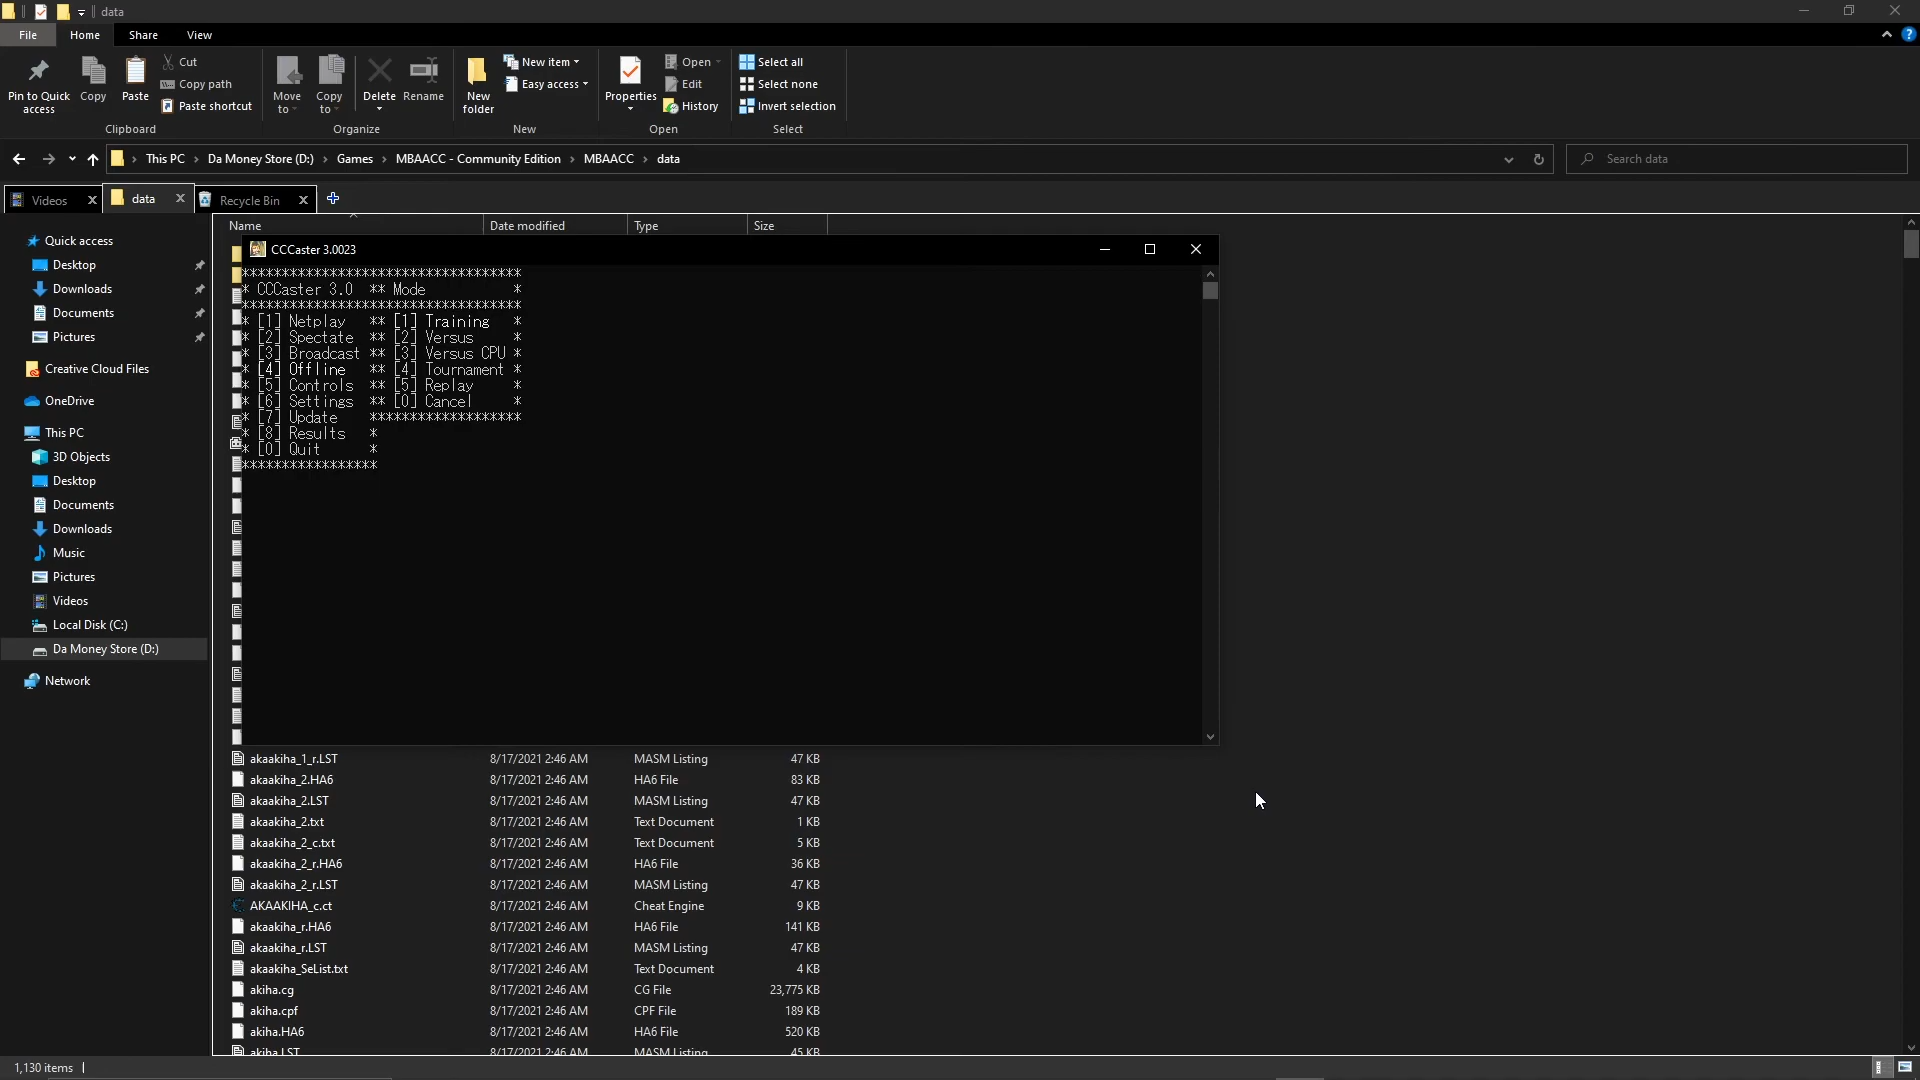 data
File Home Share View
Pin to Quick access
Copy
Paste
Cut
Copy path
Paste shortcut
Clipboard
Move to
Copy to
Delete
Rename
Organize
New folder
New item
Easy access
New
Properties
Open
Edit
History
Open
Select all
Select none
Invert selection
Select
This PC > Da Money Store (D:) > Games > MBAACC - Community Edition > MBAACC > data
Search data
Videos
data
Recycle Bin
Name Date modified Type Size
Quick access
Desktop
Downloads
Documents
Pictures
Creative Cloud Files
OneDrive
This PC
3D Objects
Desktop
Documents
Downloads
Music
Pictures
Videos
Local Disk (C:)
Da Money Store (D:)
Network
CCCaster 3.0023
***********************************
* CCCaster 3.0 ** Mode *
***********************************
* [1] Netplay ** [1] Training *
* [2] Spectate ** [2] Versus *
* [3] Broadcast ** [3] Versus CPU *
* [4] Offline ** [4] Tournament *
* [5] Controls ** [5] Replay *
* [6] Settings ** [0] Cancel *
* [7] Update *******************
* [8] Results *
* [0] Quit *
*****************
akaakiha_1_r.LST 8/17/2021 2:46 AM MASM Listing 47 KB
akaakiha_2.HA6 8/17/2021 2:46 AM HA6 File 83 KB
akaakiha_2.LST 8/17/2021 2:46 AM MASM Listing 47 KB
akaakiha_2.txt 8/17/2021 2:46 AM Text Document 1 KB
akaakiha_2_c.txt 8/17/2021 2:46 AM Text Document 5 KB
akaakiha_2_r.HA6 8/17/2021 2:46 AM HA6 File 36 KB
akaakiha_2_r.LST 8/17/2021 2:46 AM MASM Listing 47 KB
AKAAKIHA_c.ct 8/17/2021 2:46 AM Cheat Engine 9 KB
akaakiha_r.HA6 8/17/2021 2:46 AM HA6 File 141 KB
akaakiha_r.LST 8/17/2021 2:46 AM MASM Listing 47 KB
akaakiha_SeList.txt 8/17/2021 2:46 AM Text Document 4 KB
akiha.cg 8/17/2021 2:46 AM CG File 23,775 KB
akiha.cpf 8/17/2021 2:46 AM CPF File 189 KB
akiha.HA6 8/17/2021 2:46 AM HA6 File 520 KB
akiha.LST 8/17/2021 2:46 AM MASM Listing 45 KB
1,130 items